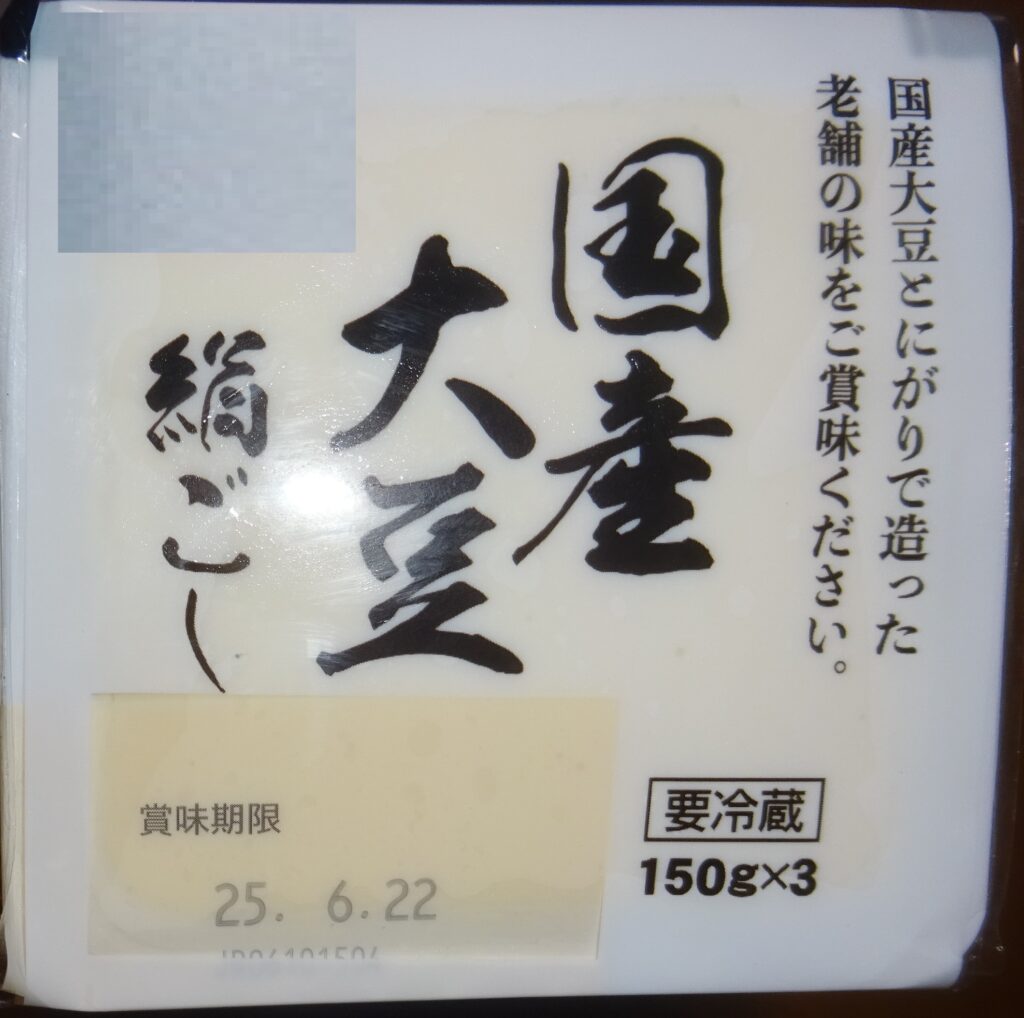 国産大豆とにがりで造った
老舗の味をご賞味ください。
国産
大豆
絹ごし
要冷蔵
150g×3
賞味期限
25. 6.22